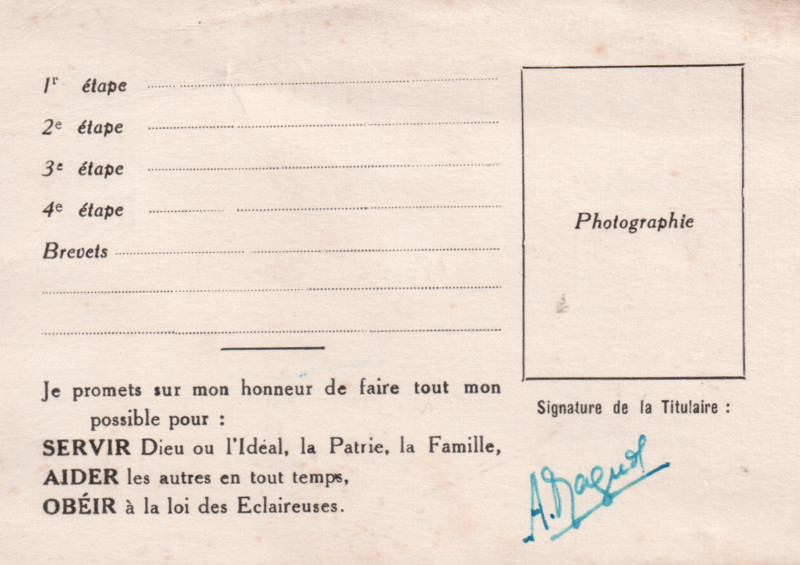 1r étape
2e étape
3e étape
4e étape
Brevets
Photographie
Je promets sur mon honneur de faire tout mon
possible pour :
SERVIR Dieu ou l'Idéal, la Patrie, la Famille,
AIDER les autres en tout temps,
OBÉIR à la loi des Eclaireuses.
Signature de la Titulaire :
A.